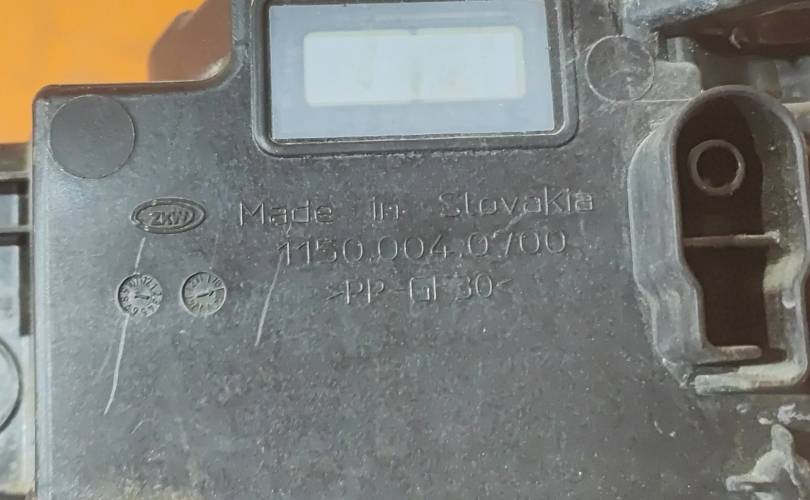 ZKW Made in Slovakia
1150.004.0700
>PP-GF30<